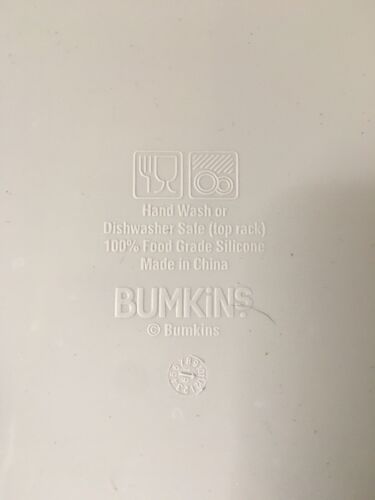 Hand Wash or
Dishwasher Safe (top rack)
100% Food Grade Silicone
Made in China
BUMKiNS
© Bumkins